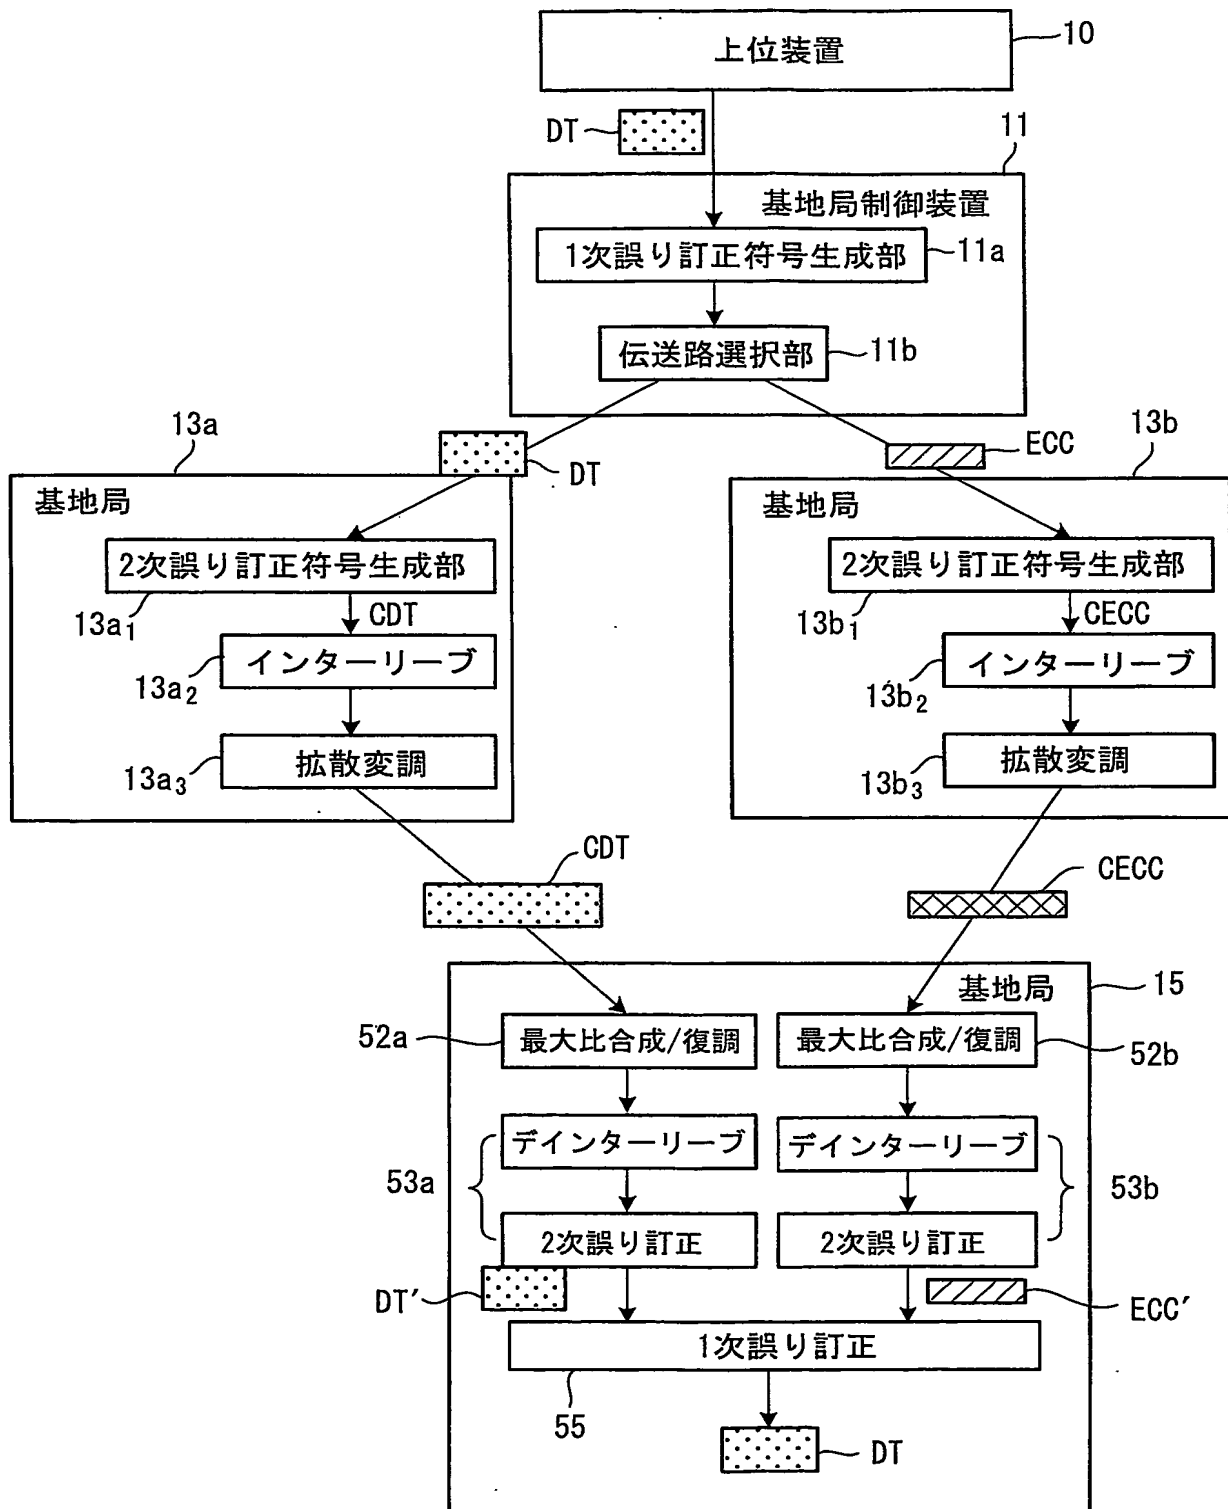 上位装置
10
DT
11
基地局制御装置
1次誤り訂正符号生成部
11a
伝送路選択部
11b
13a
DT
ECC
13b
基地局
2次誤り訂正符号生成部
13a1
CDT
インターリーブ
13a2
拡散変調
13a3
基地局
2次誤り訂正符号生成部
13b1
CECC
インターリーブ
13b2
拡散変調
13b3
CDT
CECC
基地局
15
52a
最大比合成/復調
最大比合成/復調
52b
デインターリーブ
デインターリーブ
53a
53b
2次誤り訂正
2次誤り訂正
DT′
ECC′
1次誤り訂正
55
DT